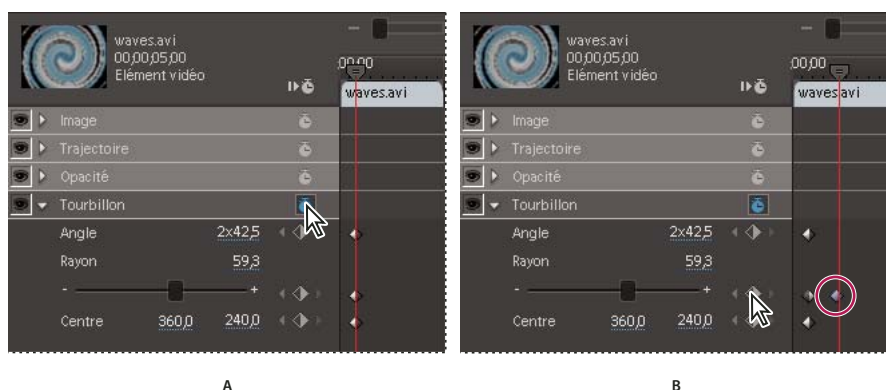 waves.avi
00;00;05;00
Elément vidéo
;00;00
waves.avi
Image
Trajectoire
Opacité
Tourbillon
Angle 2x42,5
Rayon 59,3
- +
Centre 360,0 240,0
A
waves.avi
00;00;05;00
Elément vidéo
;00;00
waves.avi
Image
Trajectoire
Opacité
Tourbillon
Angle 2x42,5
Rayon 59,3
- +
Centre 360,0 240,0
B